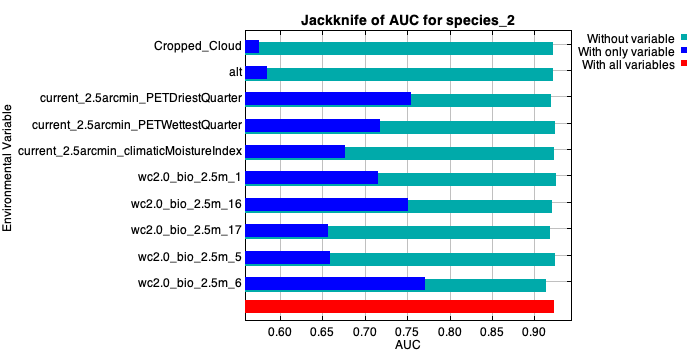 Jackknife of AUC for species_2
Without variable
With only variable
With all variables
Environmental Variable
Cropped_Cloud
alt
current_2.5arcmin_PETDriestQuarter
current_2.5arcmin_PETWettestQuarter
current_2.5arcmin_climaticMoistureIndex
wc2.0_bio_2.5m_1
wc2.0_bio_2.5m_16
wc2.0_bio_2.5m_17
wc2.0_bio_2.5m_5
wc2.0_bio_2.5m_6
0.60 0.65 0.70 0.75 0.80 0.85 0.90
AUC